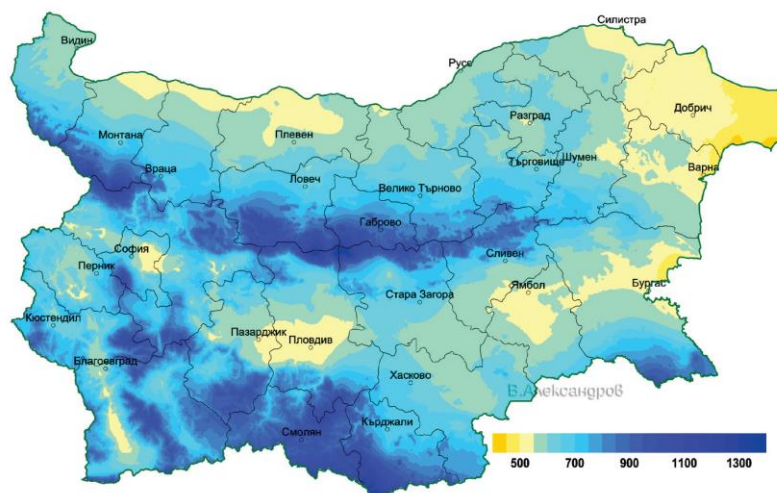 Силистра
Видин
Русе
Добрич
Разград
Монтана
Плевен
Търговище
Шумен
Варна
Враца
Ловеч
Велико Търново
Габрово
София
Сливен
Перник
Ямбол
Бургас
Стара Загора
Кюстендил
Пазарджик
Пловдив
Благоевград
Хасково
В.Александров
Кърджали
Смолян
500 700 900 1100 1300